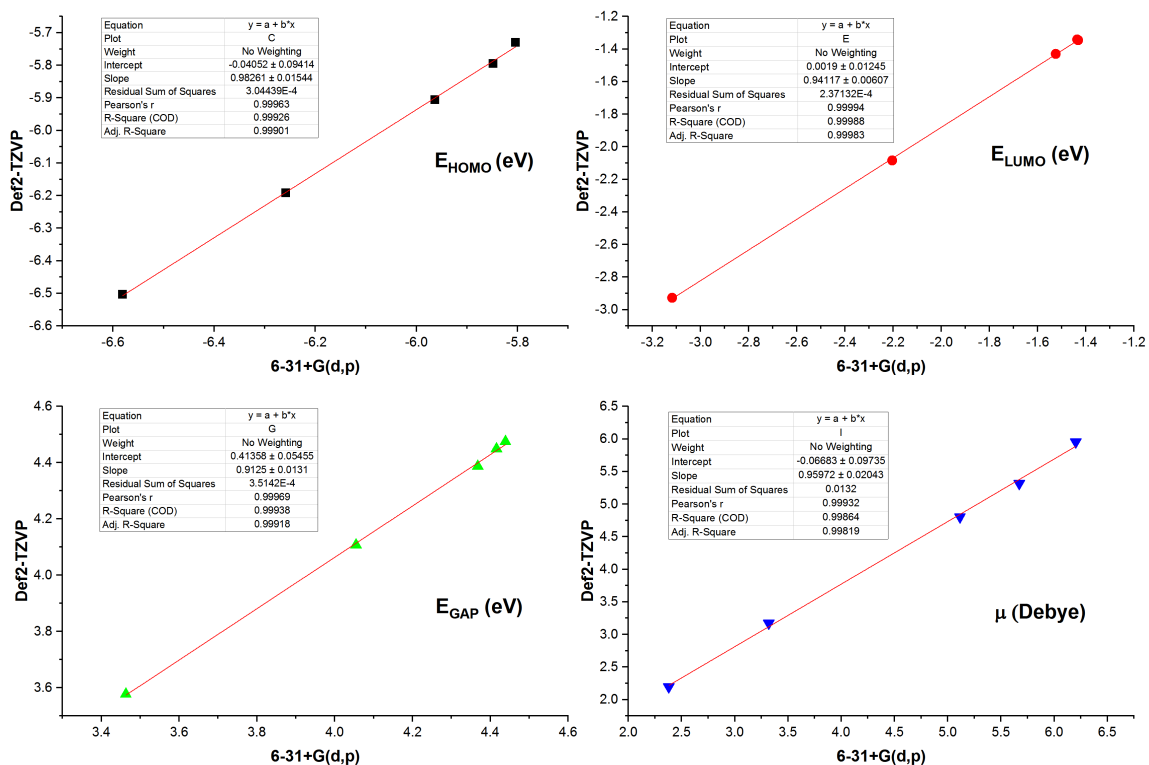 Equation y = a + b*x
Plot C
Weight No Weighting
Intercept -0.04052 ± 0.09414
Slope 0.98261 ± 0.01544
Residual Sum of Squares 3.04439E-4
Pearson's r 0.99963
R-Square (COD) 0.99926
Adj. R-Square 0.99901
-5.7
-5.8
-5.9
-6.0
-6.1
-6.2
-6.3
-6.4
-6.5
-6.6
Def2-TZVP
E_HOMO (eV)
-6.6 -6.4 -6.2 -6.0 -5.8
6-31+G(d,p)
Equation y = a + b*x
Plot E
Weight No Weighting
Intercept 0.0019 ± 0.01245
Slope 0.94117 ± 0.00607
Residual Sum of Squares 2.37132E-4
Pearson's r 0.99994
R-Square (COD) 0.99988
Adj. R-Square 0.99983
-1.2
-1.4
-1.6
-1.8
-2.0
-2.2
-2.4
-2.6
-2.8
-3.0
Def2-TZVP
E_LUMO (eV)
-3.2 -3.0 -2.8 -2.6 -2.4 -2.2 -2.0 -1.8 -1.6 -1.4 -1.2
6-31+G(d,p)
Equation y = a + b*x
Plot G
Weight No Weighting
Intercept 0.41358 ± 0.05455
Slope 0.9125 ± 0.0131
Residual Sum of Squares 3.5142E-4
Pearson's r 0.99969
R-Square (COD) 0.99938
Adj. R-Square 0.99918
4.6
4.4
4.2
4.0
3.8
3.6
Def2-TZVP
E_GAP (eV)
3.4 3.6 3.8 4.0 4.2 4.4 4.6
6-31+G(d,p)
Equation y = a + b*x
Plot I
Weight No Weighting
Intercept -0.06683 ± 0.09735
Slope 0.95972 ± 0.02043
Residual Sum of Squares 0.0132
Pearson's r 0.99932
R-Square (COD) 0.99864
Adj. R-Square 0.99819
6.5
6.0
5.5
5.0
4.5
4.0
3.5
3.0
2.5
2.0
Def2-TZVP
μ (Debye)
2.0 2.5 3.0 3.5 4.0 4.5 5.0 5.5 6.0 6.5
6-31+G(d,p)